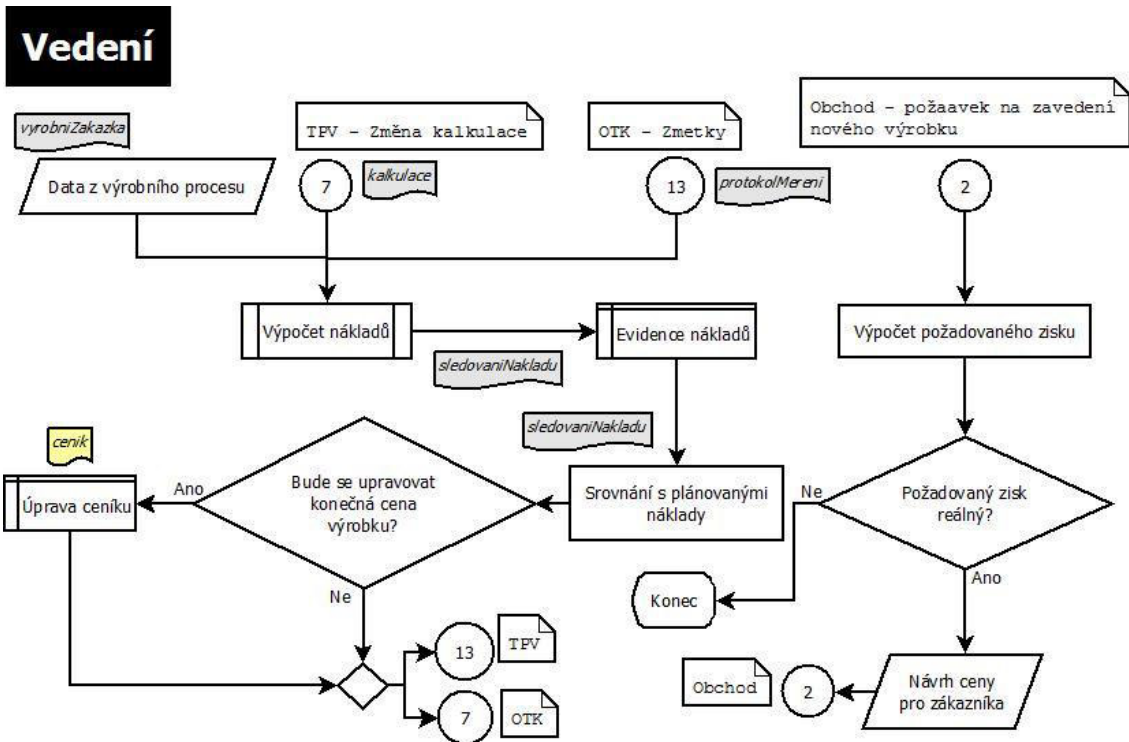 Vedení
vyrobniZakazka
Data z výrobního procesu
TPV - Změna kalkulace
7
kalkulace
OTK - Zmetky
13
protokolMereni
Obchod - požaavek na zavedení
nového výrobku
2
Výpočet nákladů
sledovaniNakladu
Evidence nákladů
Výpočet požadovaného zisku
sledovaniNakladu
cenik
Úprava ceníku
Ano
Bude se upravovat
konečná cena
výrobku?
Srovnání s plánovanými
náklady
Ne
Požadovaný zisk
reálný?
Ne
Konec
Ano
13
TPV
7
OTK
Obchod
2
Návrh ceny
pro zákazníka